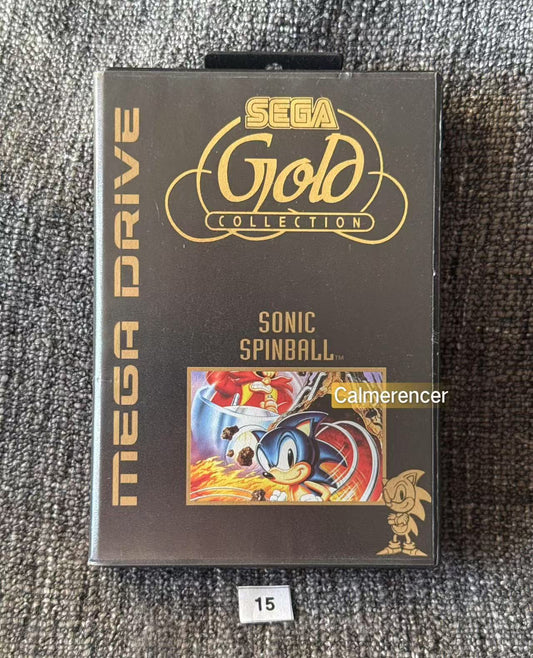 SEGA
Gold
COLLECTION
MEGA DRIVE
SONIC
SPINBALL™
Calmerencer
15